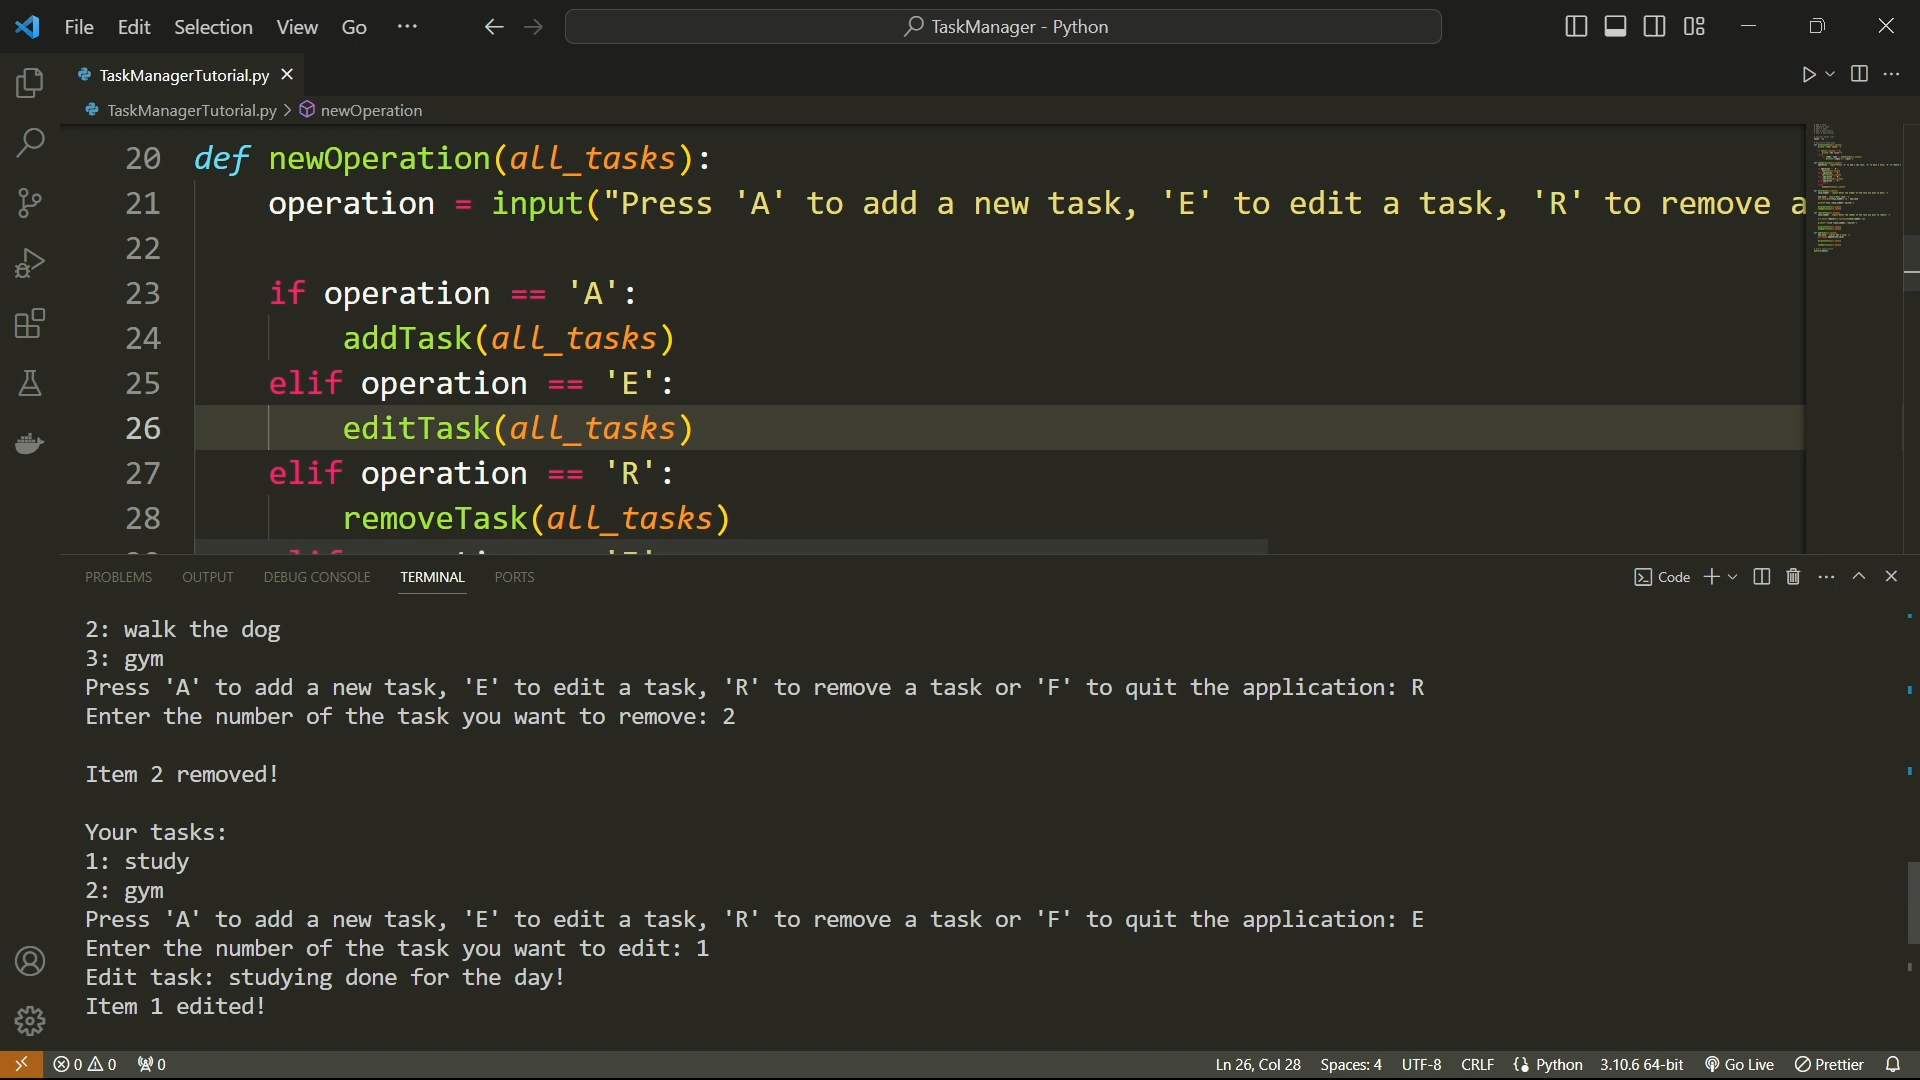 File Edit Selection View Go ··· TaskManager - Python
TaskManagerTutorial.py
TaskManagerTutorial.py > newOperation
20 def newOperation(all_tasks):
21 operation = input("Press 'A' to add a new task, 'E' to edit a task, 'R' to remove a
22
23 if operation == 'A':
24 addTask(all_tasks)
25 elif operation == 'E':
26 editTask(all_tasks)
27 elif operation == 'R':
28 removeTask(all_tasks)
PROBLEMS OUTPUT DEBUG CONSOLE TERMINAL PORTS Code
2: walk the dog
3: gym
Press 'A' to add a new task, 'E' to edit a task, 'R' to remove a task or 'F' to quit the application: R
Enter the number of the task you want to remove: 2
Item 2 removed!
Your tasks:
1: study
2: gym
Press 'A' to add a new task, 'E' to edit a task, 'R' to remove a task or 'F' to quit the application: E
Enter the number of the task you want to edit: 1
Edit task: studying done for the day!
Item 1 edited!
0 0 0 Ln 26, Col 28 Spaces: 4 UTF-8 CRLF Python 3.10.6 64-bit Go Live Prettier